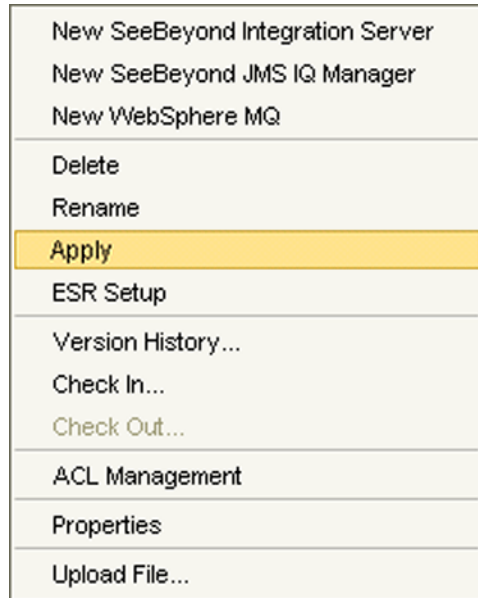 New SeeBeyond Integration Server
New SeeBeyond JMS IQ Manager
New WebSphere MQ
Delete
Rename
Apply
ESR Setup
Version History...
Check In...
Check Out...
ACL Management
Properties
Upload File...